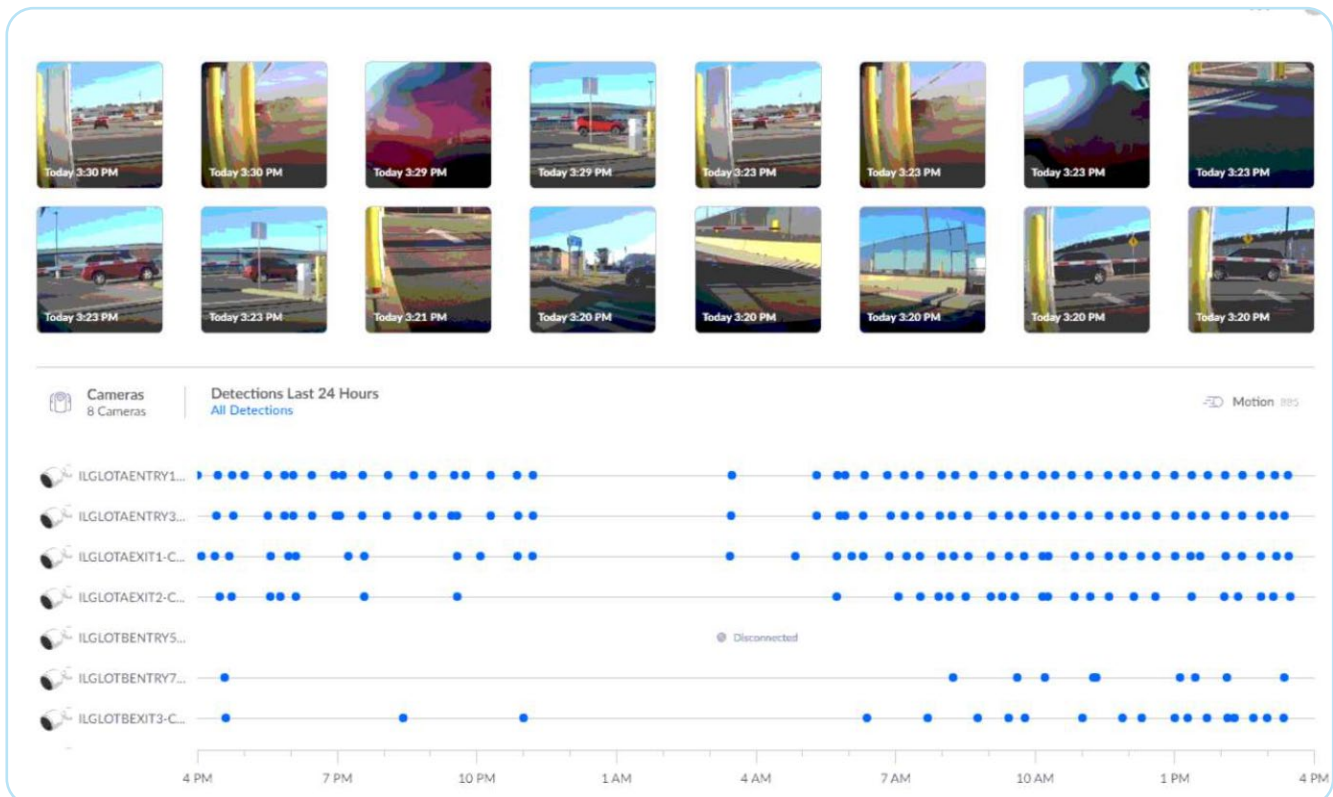 Today 3:30 PM
Today 3:30 PM
Today 3:29 PM
Today 3:29 PM
Today 3:23 PM
Today 3:23 PM
Today 3:23 PM
Today 3:23 PM
Today 3:23 PM
Today 3:23 PM
Today 3:21 PM
Today 3:20 PM
Today 3:20 PM
Today 3:20 PM
Today 3:20 PM
Today 3:20 PM
Cameras
8 Cameras
Detections Last 24 Hours
All Detections
Motion
ILGLOTAENTRY1...
ILGLOTAENTRY3...
ILGLOTAEXIT1-C...
ILGLOTAEXIT2-C...
ILGLOTBENTRY5...
Disconnected
ILGLOTBENTRY7...
ILGLOTBEXIT3-C...
4 PM 7 PM 10 PM 1 AM 4 AM 7 AM 10 AM 1 PM 4 PM